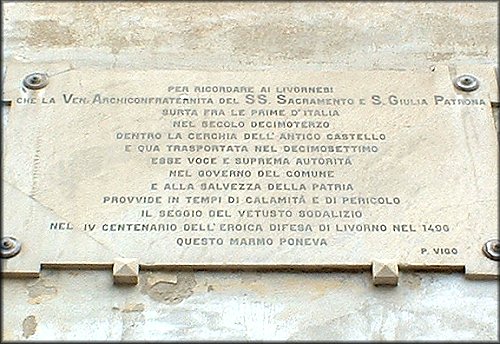 PER RICORDARE AI LIVORNESI
CHE LA VEN. ARCHICONFRATERNITA DEL SS. SACRAMENTO E S. GIULIA PATRONA
SURTA FRA LE PRIME D'ITALIA
NEL SECOLO DECIMOTERZO
DENTRO LA CERCHIA DELL'ANTICO CASTELLO
E QUA TRASPORTATA NEL DECIMOSETTIMO
EBBE VOCE E SUPREMA AUTORITÀ
NEL GOVERNO DEL COMUNE
E ALLA SALVEZZA DELLA PATRIA
PROVVIDE IN TEMPI DI CALAMITÀ E DI PERICOLO
IL SEGGIO DEL VETUSTO SODALIZIO
NEL IV CENTENARIO DELL'EROICA DIFESA DI LIVORNO NEL 1496
QUESTO MARMO PONEVA
P. VIGO